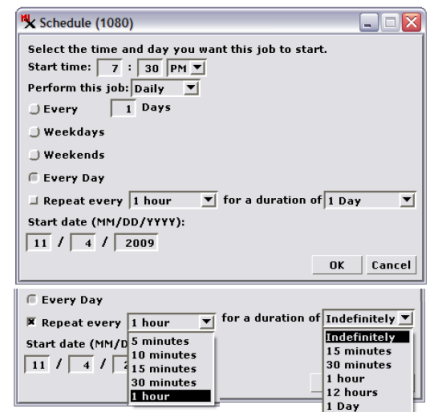 Schedule (1080)
Select the time and day you want this job to start.
Start time: 7 : 30 PM
Perform this job: Daily
Every 1 Days
Weekdays
Weekends
Every Day
Repeat every 1 hour for a duration of 1 Day
Start date (MM/DD/YYYY):
11 / 4 / 2009
OK Cancel
Every Day
Repeat every 1 hour for a duration of Indefinitely
Start date (MM/D
11 / 4 /
5 minutes
10 minutes
15 minutes
30 minutes
1 hour
Indefinitely
15 minutes
30 minutes
1 hour
12 hours
1 Day